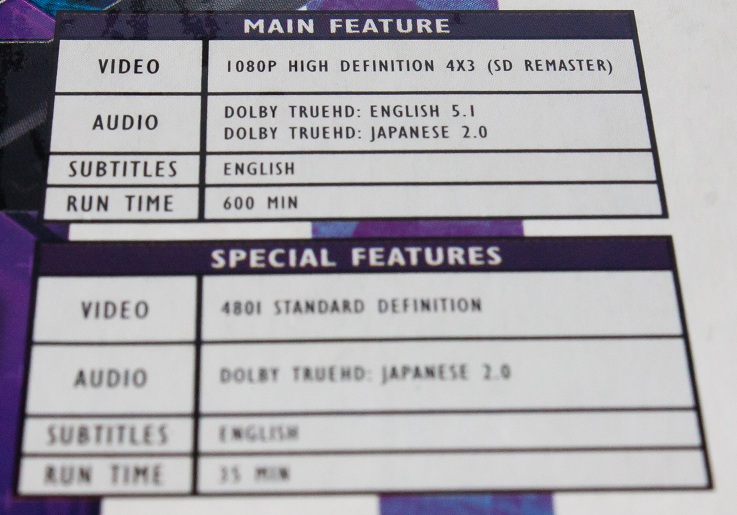 MAIN FEATURE
VIDEO 1080P HIGH DEFINITION 4X3 (SD REMASTER)
AUDIO DOLBY TRUEHD: ENGLISH 5.1
DOLBY TRUEHD: JAPANESE 2.0
SUBTITLES ENGLISH
RUN TIME 600 MIN
SPECIAL FEATURES
VIDEO 480I STANDARD DEFINITION
AUDIO DOLBY TRUEHD: JAPANESE 2.0
SUBTITLES ENGLISH
RUN TIME 35 MIN